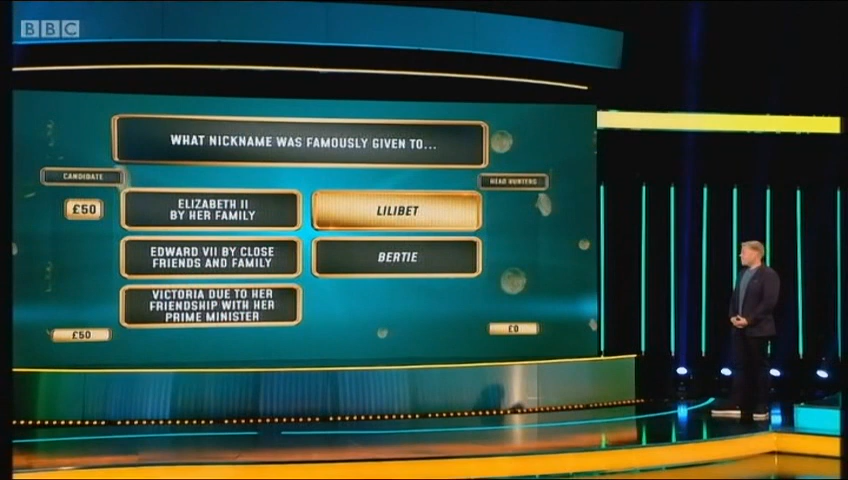 BBC
WHAT NICKNAME WAS FAMOUSLY GIVEN TO...
CANDIDATE
HEAD HUNTERS
£50
ELIZABETH II
BY HER FAMILY
LILIBET
EDWARD VII BY CLOSE
FRIENDS AND FAMILY
BERTIE
VICTORIA DUE TO HER
FRIENDSHIP WITH HER
PRIME MINISTER
£50
£0